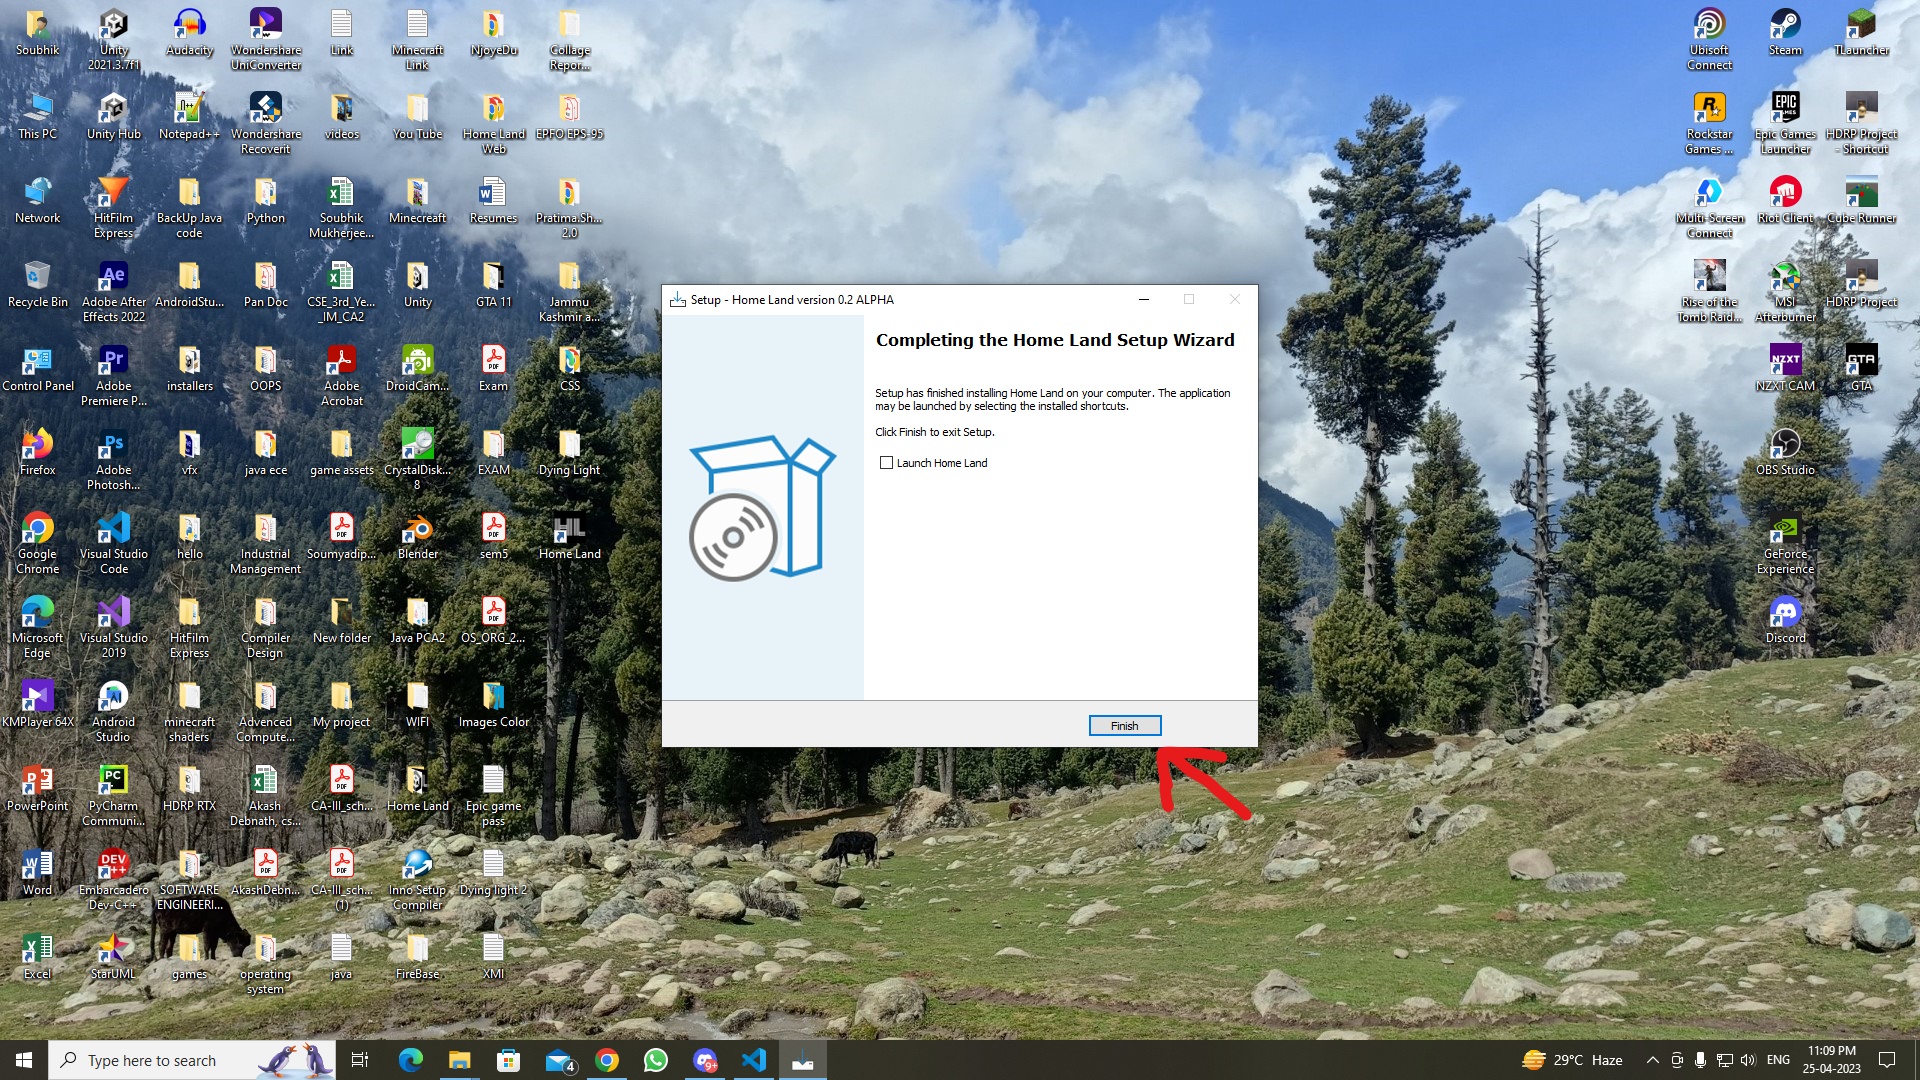 Soubhik
Unity
2021.3.7f1
Audacity
Wondershare
UniConverter
Link
Minecraft
Link
NjoyeDu
Collage
Repor...
This PC
Unity Hub
Notepad++
Wondershare
Recoverit
videos
You Tube
Home Land
Web
EPFO EPS-95
Network
HitFilm
Express
BackUp Java
code
Python
Soubhik
Mukherjee...
Minecreaft
Resumes
Pratima.Sh...
2.0
Recycle Bin
Adobe After
Effects 2022
AndroidStu...
Pan Doc
CSE_3rd_Ye...
_IM_CA2
Unity
GTA 11
Jammu
Kashmir a...
Control Panel
Adobe
Premiere P...
installers
OOPS
Adobe
Acrobat
DroidCam...
Exam
CSS
Firefox
Adobe
Photosh...
vfx
java ece
game assets
CrystalDisk...
8
EXAM
Dying Light
Google
Chrome
Visual Studio
Code
hello
Industrial
Management
Soumyadip...
Blender
sem5
Home Land
Microsoft
Edge
Visual Studio
2019
HitFilm
Express
Compiler
Design
New folder
Java PCA2
OS_ORG_2...
KMPlayer 64X
Android
Studio
minecraft
shaders
Advanced
Compute...
My project
WIFI
Images Color
PowerPoint
PyCharm
Communi...
HDRP RTX
Akash
Debnath, cs...
CA-III_sch...
Home Land
Epic game
pass
Word
Embarcadero
Dev-C++
SOFTWARE
ENGINEERI...
AkashDebn...
CA-III_sch...
(1)
Inno Setup
Compiler
Dying light 2
Excel
StarUML
games
operating
system
java
FireBase
XMI
Setup - Home Land version 0.2 ALPHA
Completing the Home Land Setup Wizard
Setup has finished installing Home Land on your computer. The application
may be launched by selecting the installed shortcuts.
Click Finish to exit Setup.
Launch Home Land
Finish
Ubisoft
Connect
Steam
TLauncher
Rockstar
Games ...
Epic Games
Launcher
HDRP Project
- Shortcut
Multi-Screen
Connect
Riot Client
Cube Runner
Rise of the
Tomb Raid...
MSI
Afterburner
HDRP Project
NZXT CAM
GTA
OBS Studio
GeForce
Experience
Discord
Type here to search
4
9+
29°C Haze
ENG
11:09 PM
25-04-2023